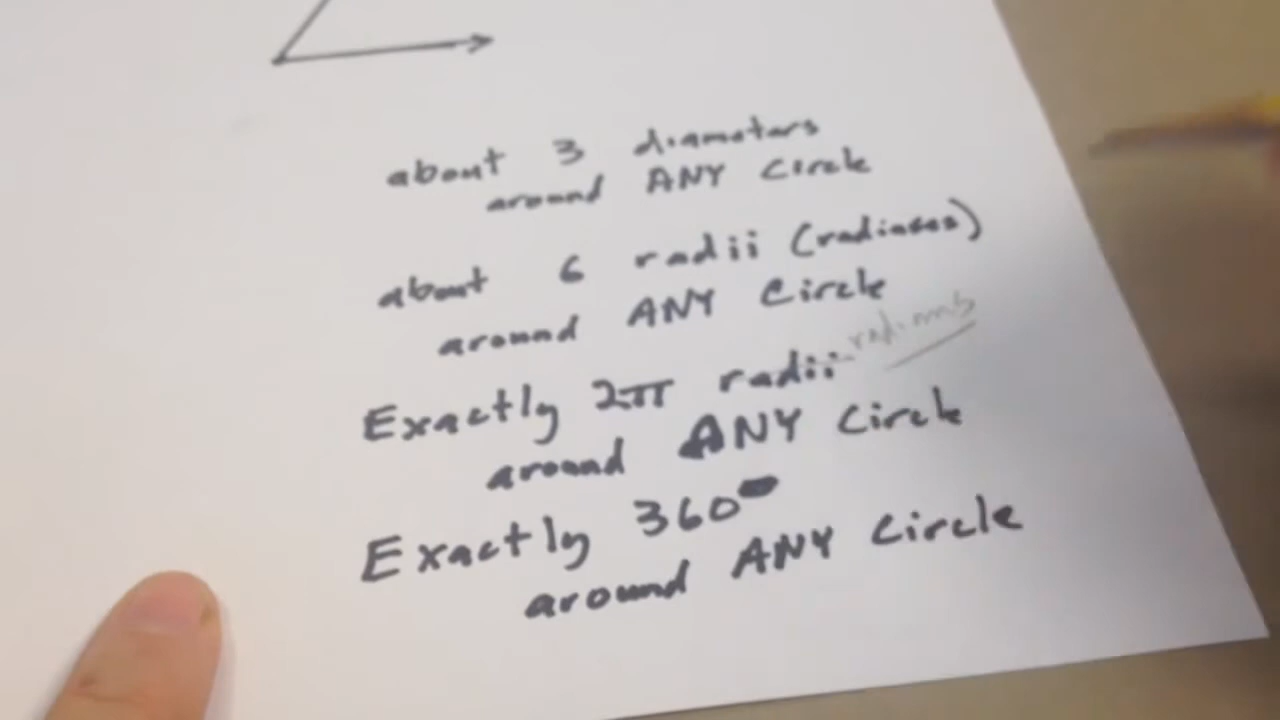 about 3 diameters
around ANY circle
about 6 radii (radiuses)
around ANY Circle
Exactly 2π radii radians
around ANY Circle
Exactly 360°
around ANY Circle